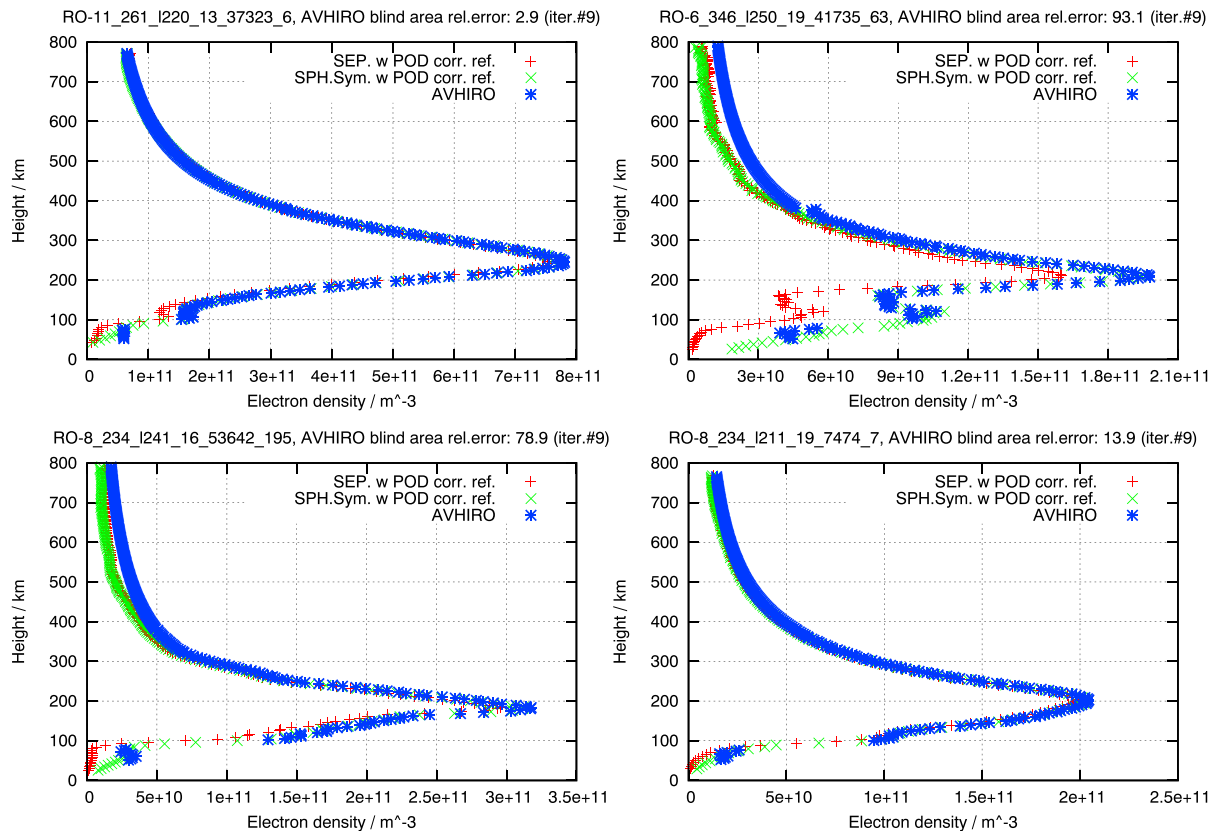 RO-11_261_l220_13_37323_6, AVHIRO blind area rel.error: 2.9 (iter.#9)
800
700
600
500
400
300
200
100
0
Height / km
SEP. w POD corr. ref.
SPH.Sym. w POD corr. ref.
AVHIRO
0 1e+11 2e+11 3e+11 4e+11 5e+11 6e+11 7e+11 8e+11
Electron density / m^-3
RO-6_346_l250_19_41735_63, AVHIRO blind area rel.error: 93.1 (iter.#9)
800
700
600
500
400
300
200
100
0
Height / km
SEP. w POD corr. ref.
SPH.Sym. w POD corr. ref.
AVHIRO
0 3e+10 6e+10 9e+10 1.2e+11 1.5e+11 1.8e+11 2.1e+11
Electron density / m^-3
RO-8_234_l241_16_53642_195, AVHIRO blind area rel.error: 78.9 (iter.#9)
800
700
600
500
400
300
200
100
0
Height / km
SEP. w POD corr. ref.
SPH.Sym. w POD corr. ref.
AVHIRO
0 5e+10 1e+11 1.5e+11 2e+11 2.5e+11 3e+11 3.5e+11
Electron density / m^-3
RO-8_234_l211_19_7474_7, AVHIRO blind area rel.error: 13.9 (iter.#9)
800
700
600
500
400
300
200
100
0
Height / km
SEP. w POD corr. ref.
SPH.Sym. w POD corr. ref.
AVHIRO
0 5e+10 1e+11 1.5e+11 2e+11 2.5e+11
Electron density / m^-3